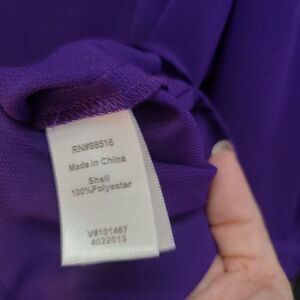 RN#98516
Made in China
Shell
100%Polyester
V#101467
4022013